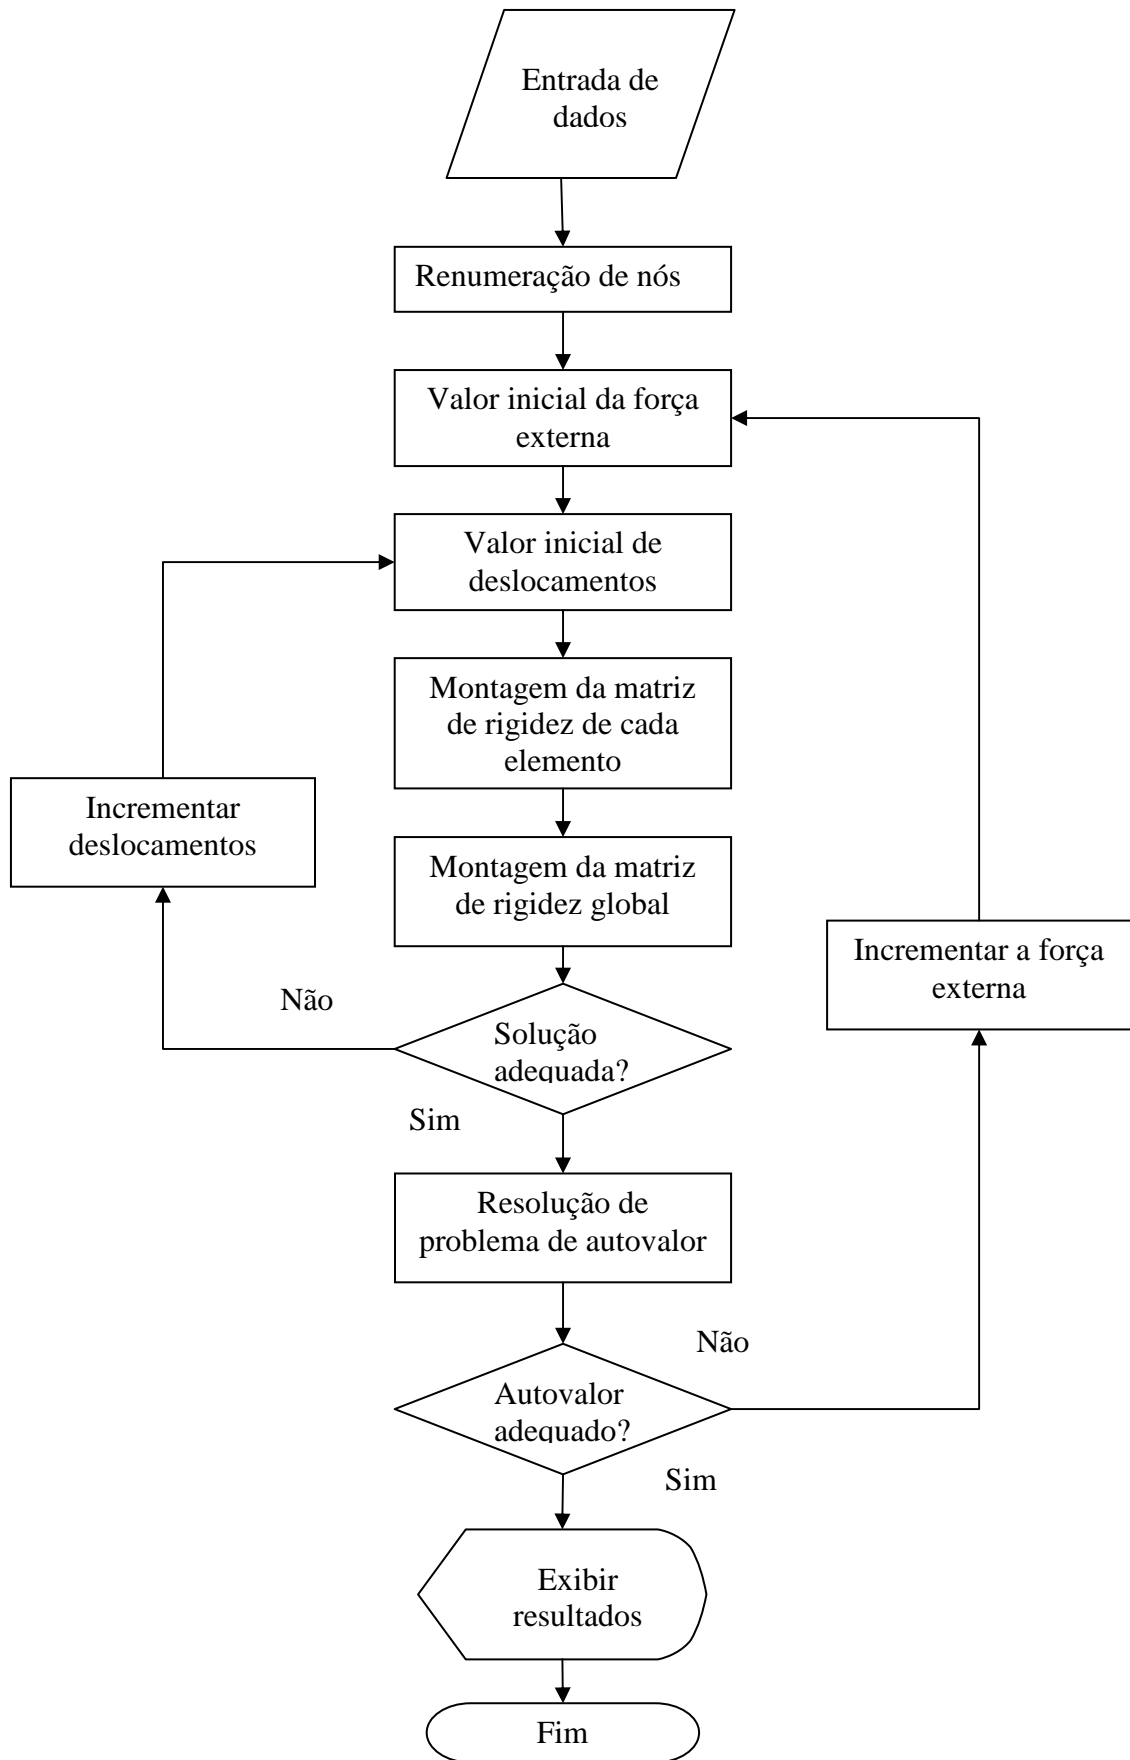 Entrada de
dados
Renumeração de nós
Valor inicial da força
externa
Valor inicial de
deslocamentos
Montagem da matriz
de rigidez de cada
elemento
Incrementar
deslocamentos
Montagem da matriz
de rigidez global
Incrementar a força
externa
Não
Solução
adequada?
Sim
Resolução de
problema de autovalor
Não
Autovalor
adequado?
Sim
Exibir
resultados
Fim